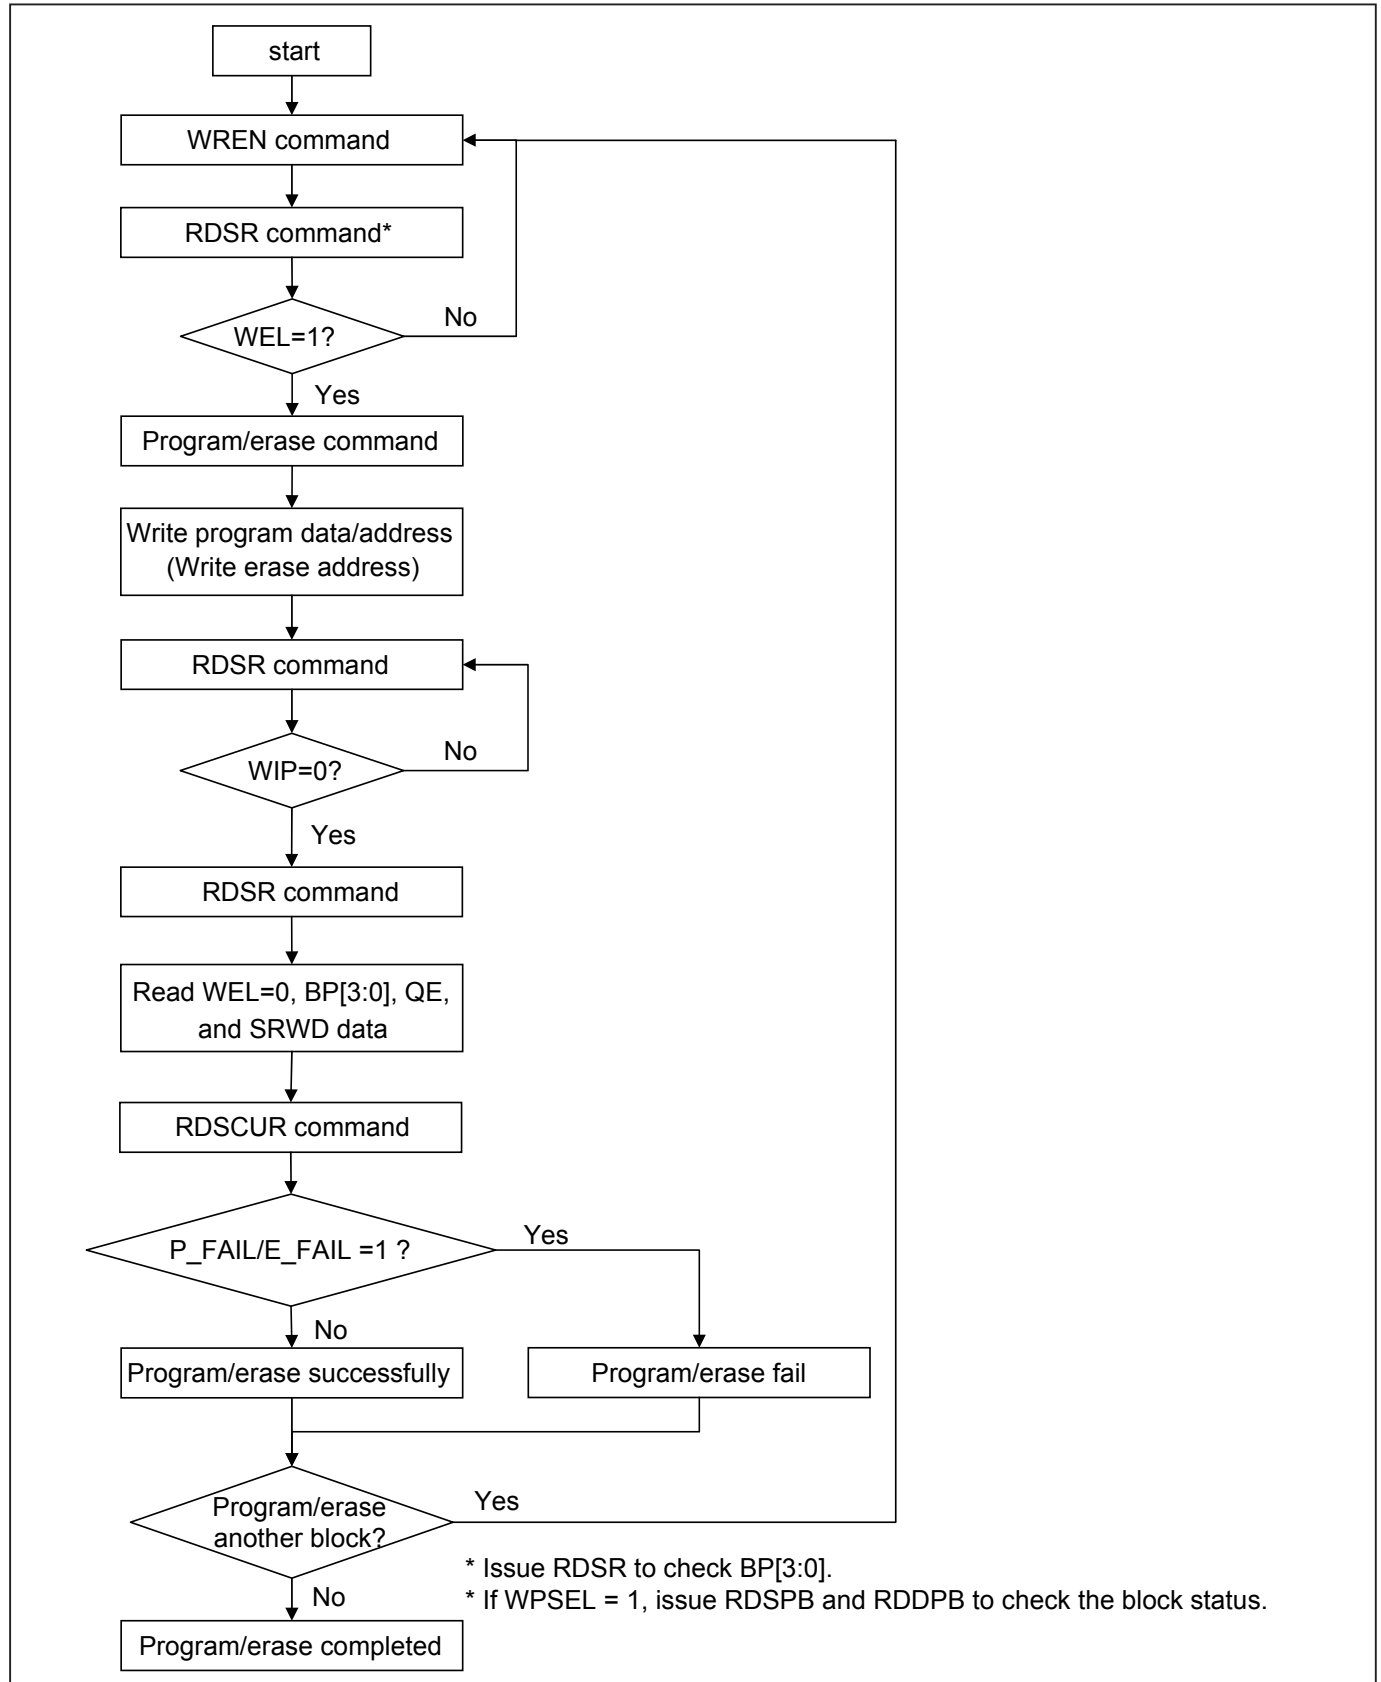 start
WREN command
RDSR command*
WEL=1?
No
Yes
Program/erase command
Write program data/address
(Write erase address)
RDSR command
WIP=0?
No
Yes
RDSR command
Read WEL=0, BP[3:0], QE,
and SRWD data
RDSCUR command
P_FAIL/E_FAIL =1 ?
Yes
No
Program/erase successfully
Program/erase fail
Program/erase
another block?
Yes
* Issue RDSR to check BP[3:0].
* If WPSEL = 1, issue RDSPB and RDDPB to check the block status.
No
Program/erase completed